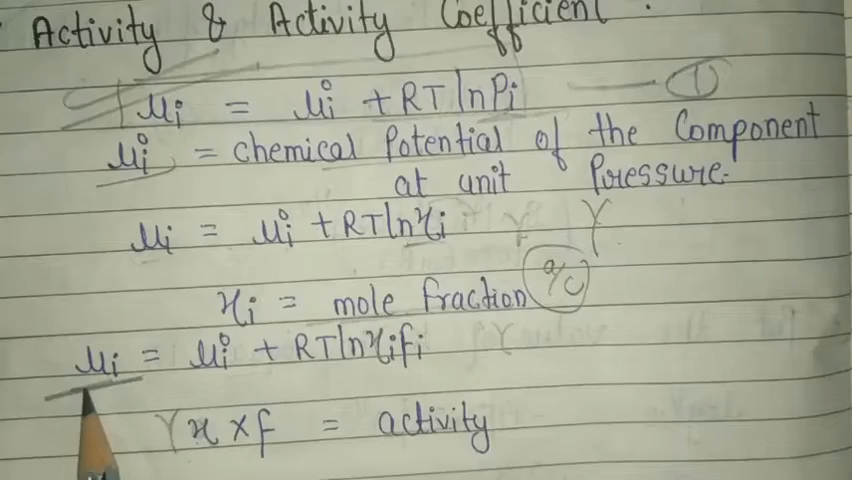 Activity & Activity Coefficient :
μi = μi° + RT ln Pi — (1)
μi° = chemical Potential of the Component
at unit Pressure.
μi = μi° + RT ln xi γ
xi = mole fraction a/c
μi = μi° + RT ln xi fi
γ x × f = activity